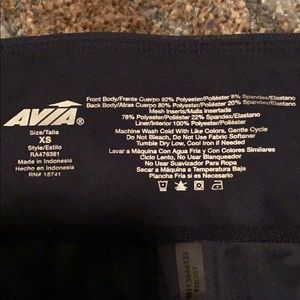 AVIA
Size/Talla
XS
Style/Estilo
RA476381
Made in Indonesia
Hecho en Indonesia
RN# 15741
Front Body/Frente Cuerpo 92% Polyester/Poliéster 8% Spandex/Elastano
Back Body/Atras Cuerpo 80% Polyester/Poliéster 20% Spandex/Elastano
Mesh Inserts/Malla Insertada
78% Polyester/Poliéster 22% Spandex/Elastano
Liner/Interior 100% Polyester/Poliéster
Machine Wash Cold With Like Colors, Gentle Cycle
Do Not Bleach, Do Not Use Fabric Softener
Tumble Dry Low, Cool Iron if Needed
Lavar a Máquina Con Agua Fria y Con Colores Similares
Ciclo Lento, No Usar Blanqueador
No Usar Suavizador Para Ropa
Secar a Máquina a Temperatura Baja
Plancha Fría si es Necesario